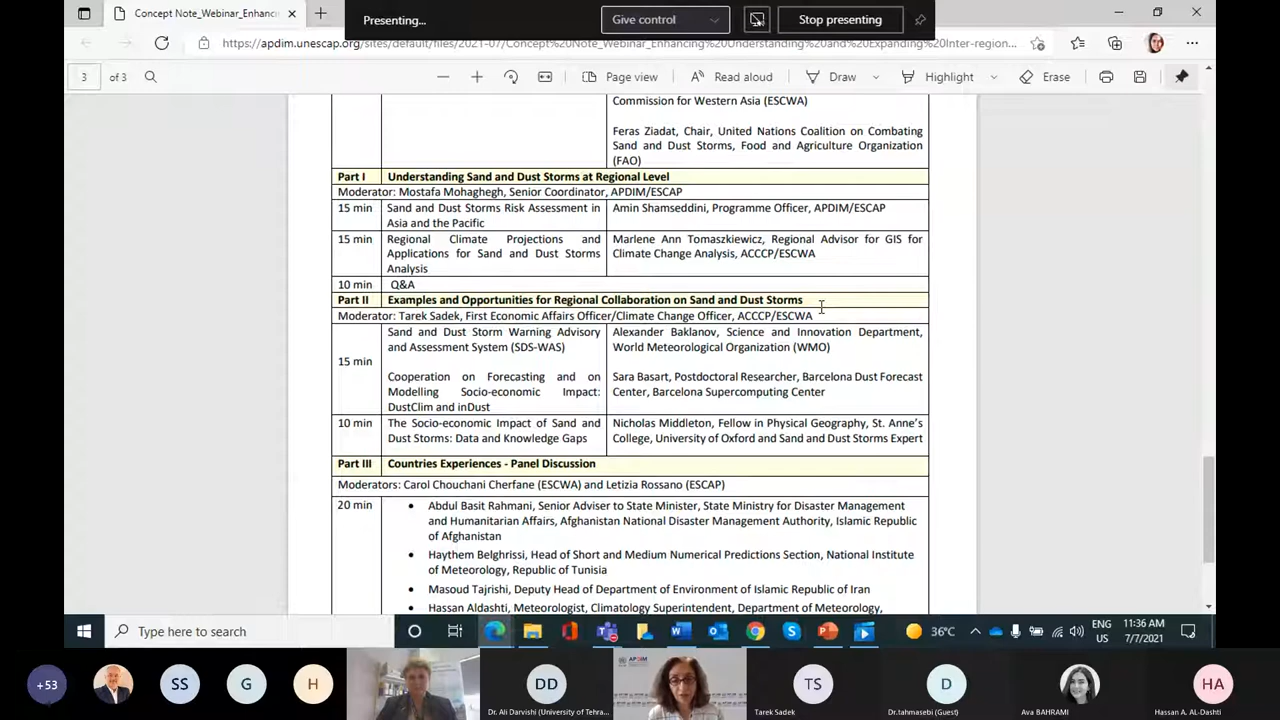 Concept Note_Webinar_Enhanci
Presenting...
Give control
Stop presenting
https://apdim.unescap.org/sites/default/files/2021-07/Concept%20Note_Webinar_Enhancing%20Understanding%20and%20Expanding%20Inter-region...
3 of 3
Page view
Read aloud
Draw
Highlight
Erase
Commission for Western Asia (ESCWA)
Feras Ziadat, Chair, United Nations Coalition on Combating
Sand and Dust Storms, Food and Agriculture Organization
(FAO)
Part I Understanding Sand and Dust Storms at Regional Level
Moderator: Mostafa Mohaghegh, Senior Coordinator, APDIM/ESCAP
15 min
Sand and Dust Storms Risk Assessment in
Asia and the Pacific
Amin Shamseddini, Programme Officer, APDIM/ESCAP
15 min
Regional Climate Projections and
Applications for Sand and Dust Storms
Analysis
Marlene Ann Tomaszkiewicz, Regional Advisor for GIS for
Climate Change Analysis, ACCCP/ESCWA
10 min Q&A
Part II Examples and Opportunities for Regional Collaboration on Sand and Dust Storms
Moderator: Tarek Sadek, First Economic Affairs Officer/Climate Change Officer, ACCCP/ESCWA
15 min
Sand and Dust Storm Warning Advisory
and Assessment System (SDS-WAS)
Cooperation on Forecasting and on
Modelling Socio-economic Impact:
DustClim and inDust
Alexander Baklanov, Science and Innovation Department,
World Meteorological Organization (WMO)
Sara Basart, Postdoctoral Researcher, Barcelona Dust Forecast
Center, Barcelona Supercomputing Center
10 min
The Socio-economic Impact of Sand and
Dust Storms: Data and Knowledge Gaps
Nicholas Middleton, Fellow in Physical Geography, St. Anne's
College, University of Oxford and Sand and Dust Storms Expert
Part III Countries Experiences - Panel Discussion
Moderators: Carol Chouchani Cherfane (ESCWA) and Letizia Rossano (ESCAP)
20 min
• Abdul Basit Rahmani, Senior Adviser to State Minister, State Ministry for Disaster Management
and Humanitarian Affairs, Afghanistan National Disaster Management Authority, Islamic Republic
of Afghanistan
• Haythem Belghrissi, Head of Short and Medium Numerical Predictions Section, National Institute
of Meteorology, Republic of Tunisia
• Masoud Tajrishi, Deputy Head of Department of Environment of Islamic Republic of Iran
• Hassan Aldashti, Meteorologist, Climatology Superintendent, Department of Meteorology,
Type here to search
36°C
ENG
US
11:36 AM
7/7/2021
+53
SS
G
H
DD
Dr. Ali Darvishi (University of Tehra...
APDIM
TS
Tarek Sadek
D
Dr.tahmasebi (Guest)
Ava BAHRAMI
HA
Hassan A. AL-Dashti